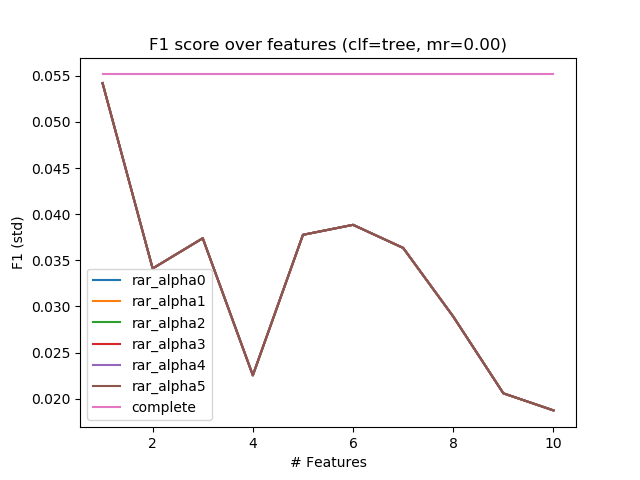 F1 score over features (clf=tree, mr=0.00)
0.055
0.050
0.045
0.040
0.035
0.030
0.025
0.020
F1 (std)
rar_alpha0
rar_alpha1
rar_alpha2
rar_alpha3
rar_alpha4
rar_alpha5
complete
2 4 6 8 10
# Features